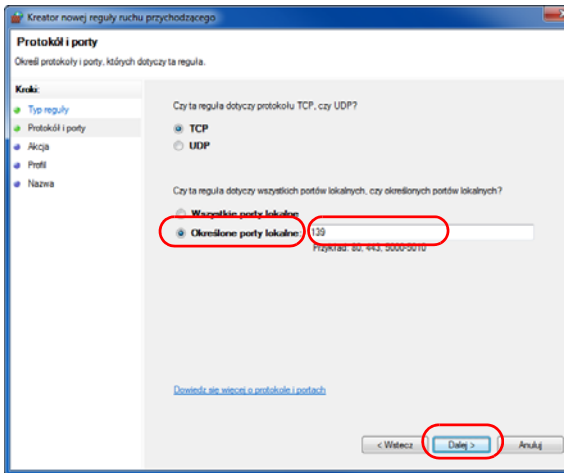 Kreator nowej reguły ruchu przychodzącego
Protokół i porty
Określ protokoły i porty, których dotyczy ta reguła.
Kroki:
Typ reguły
Protokół i porty
Akcja
Profil
Nazwa
Czy ta reguła dotyczy protokołu TCP, czy UDP?
TCP
UDP
Czy ta reguła dotyczy wszystkich portów lokalnych, czy określonych portów lokalnych?
Wszystkie porty lokalne
Określone porty lokalne: 139
Przykład: 80, 443, 5000-5010
Dowiedz się więcej o protokole i portach
< Wstecz Dalej > Anuluj